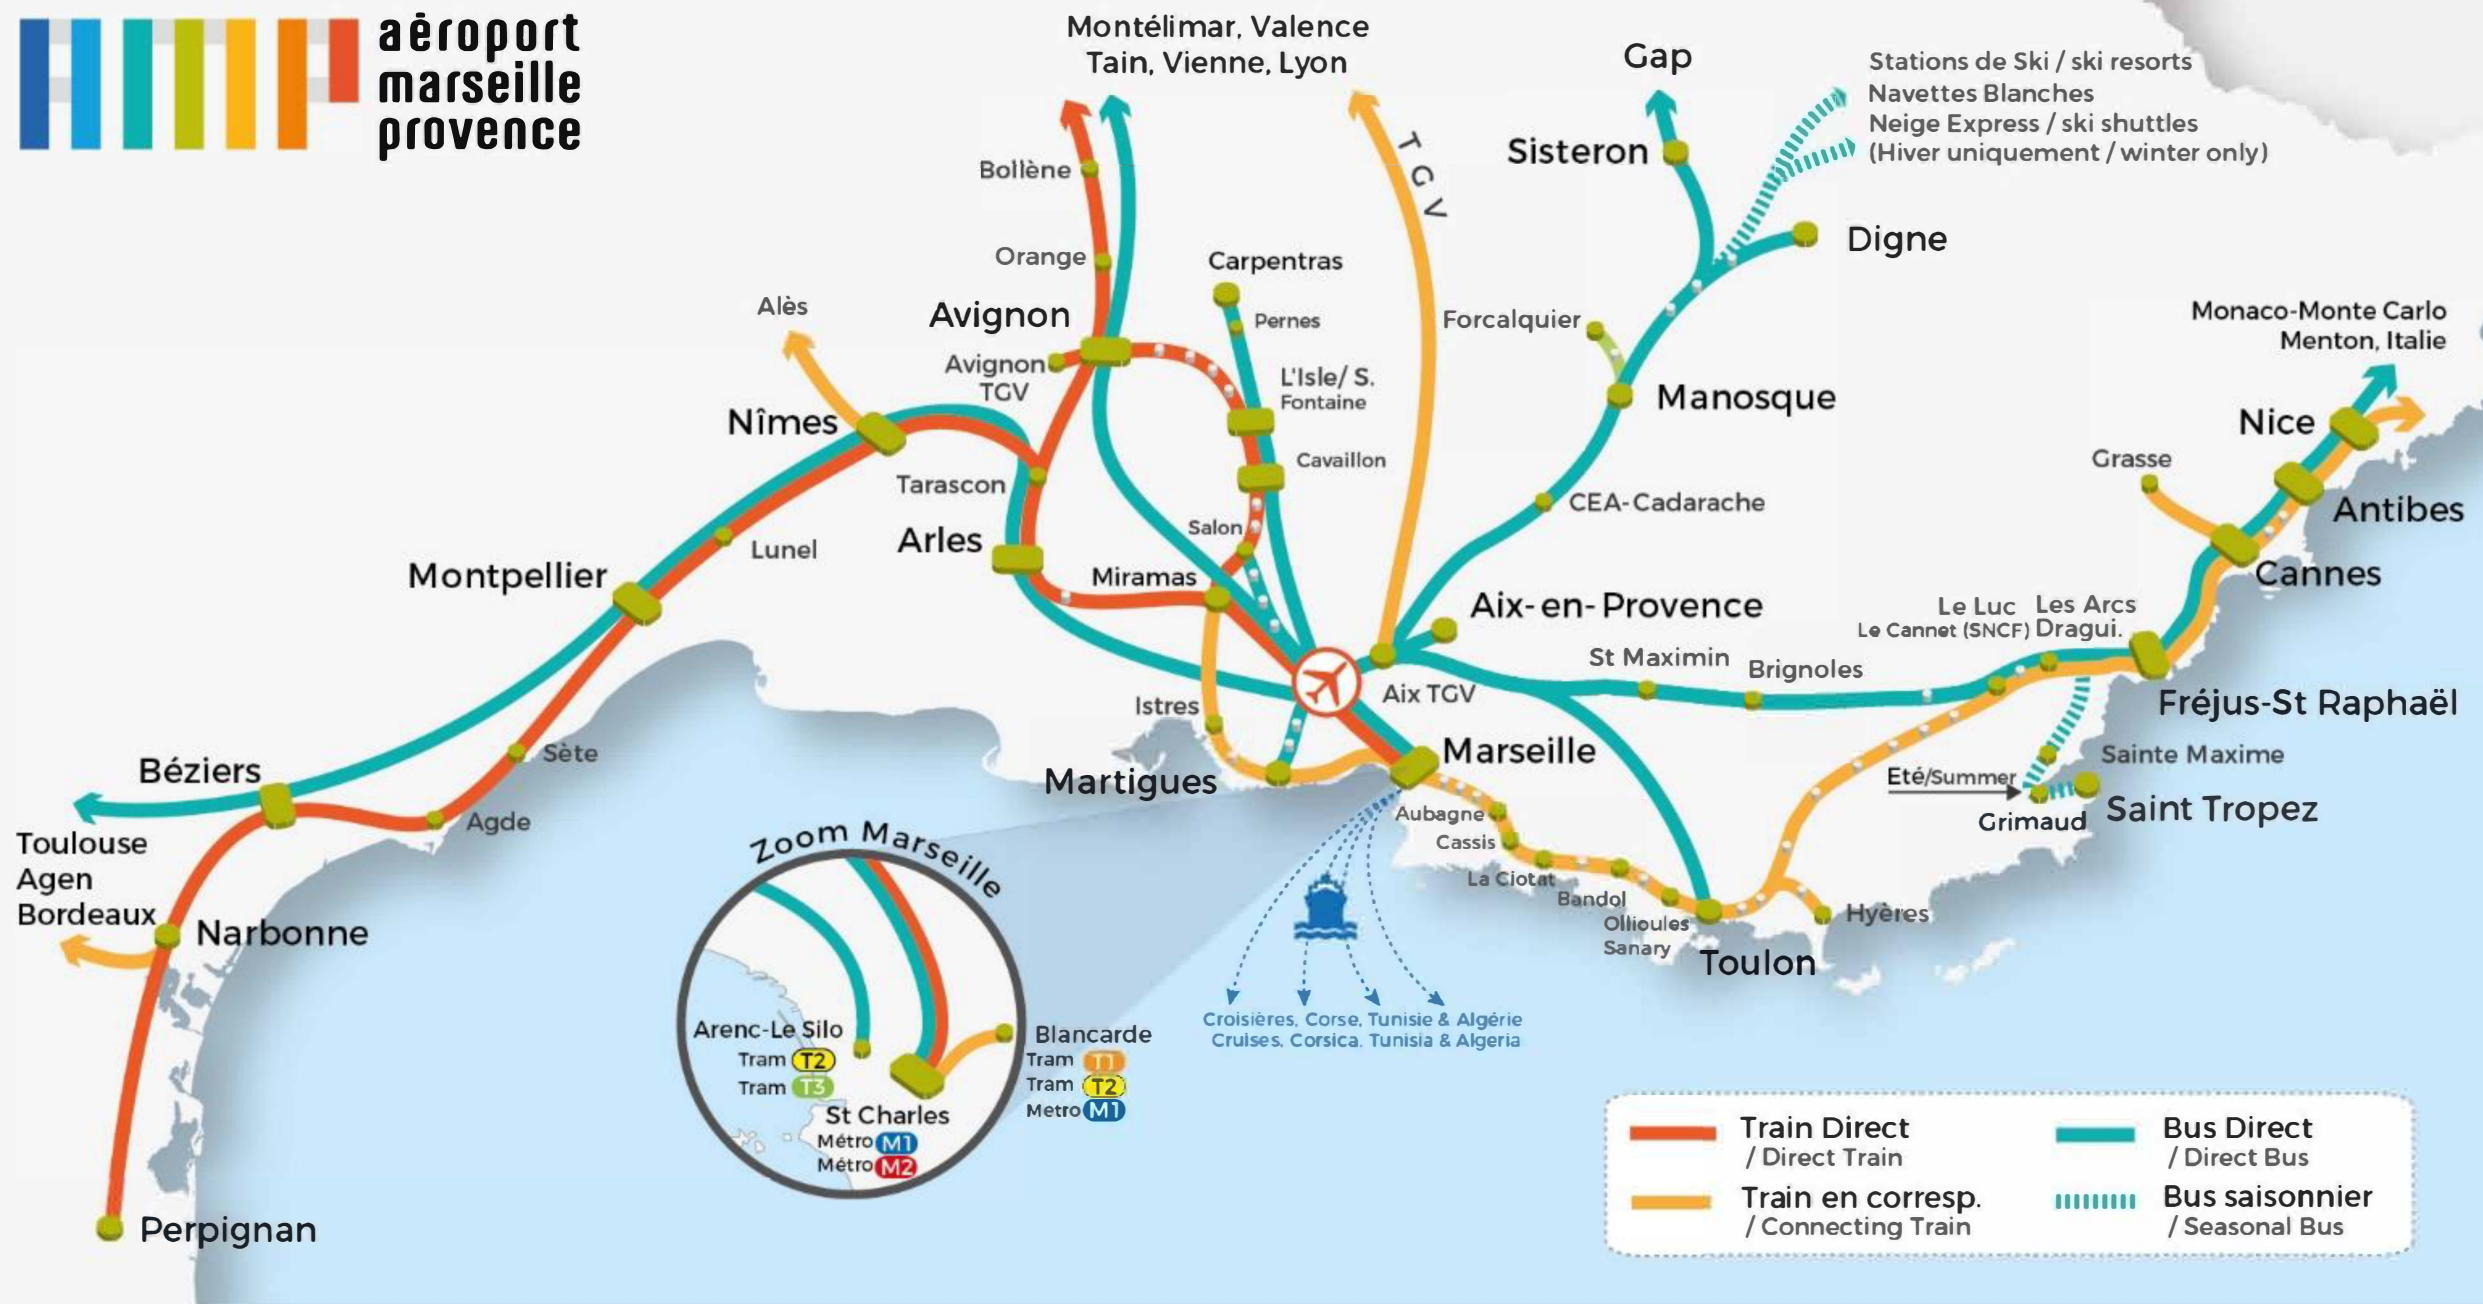 aéroport
marseille
provence
Montélimar, Valence
Tain, Vienne, Lyon
TGV
Gap
Stations de Ski / ski resorts
Navettes Blanches
Neige Express / ski shuttles
(Hiver uniquement / winter only)
Sisteron
Digne
Bollène
Orange
Carpentras
Pernes
Alès
Avignon
Avignon
TGV
L'Isle/ S.
Fontaine
Forcalquier
Manosque
Monaco-Monte Carlo
Menton, Italie
Nîmes
Nice
Grasse
Cavaillon
Tarascon
CEA-Cadarache
Antibes
Salon
Arles
Lunel
Montpellier
Miramas
Cannes
Aix-en-Provence
Le Luc
Le Cannet (SNCF)
Les Arcs
Dragui.
St Maximin
Brignoles
Aix TGV
Fréjus-St Raphaël
Istres
Marseille
Sète
Béziers
Martigues
Sainte Maxime
Eté/Summer
Grimaud
Saint Tropez
Agde
Aubagne
Cassis
La Ciotat
Bandol
Ollioules
Sanary
Toulon
Hyères
Toulouse
Agen
Bordeaux
Narbonne
Perpignan
Zoom Marseille
Arenc-Le Silo
Tram T2
Tram T3
St Charles
Métro M1
Métro M2
Blancarde
Tram T1
Tram T2
Metro M1
Croisières, Corse, Tunisie & Algérie
Cruises, Corsica. Tunisia & Algeria
Train Direct
/ Direct Train
Train en corresp.
/ Connecting Train
Bus Direct
/ Direct Bus
Bus saisonnier
/ Seasonal Bus